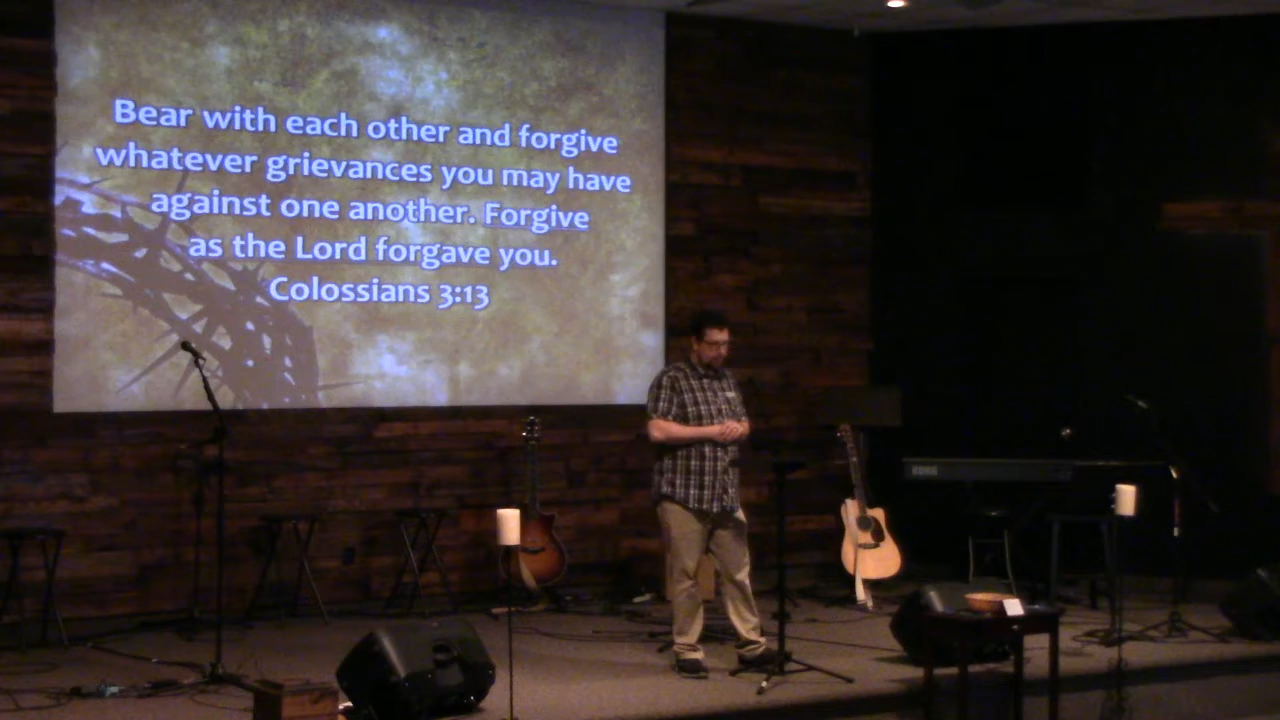 Bear with each other and forgive
whatever grievances you may have
against one another. Forgive
as the Lord forgave you.
Colossians 3:13
KORG